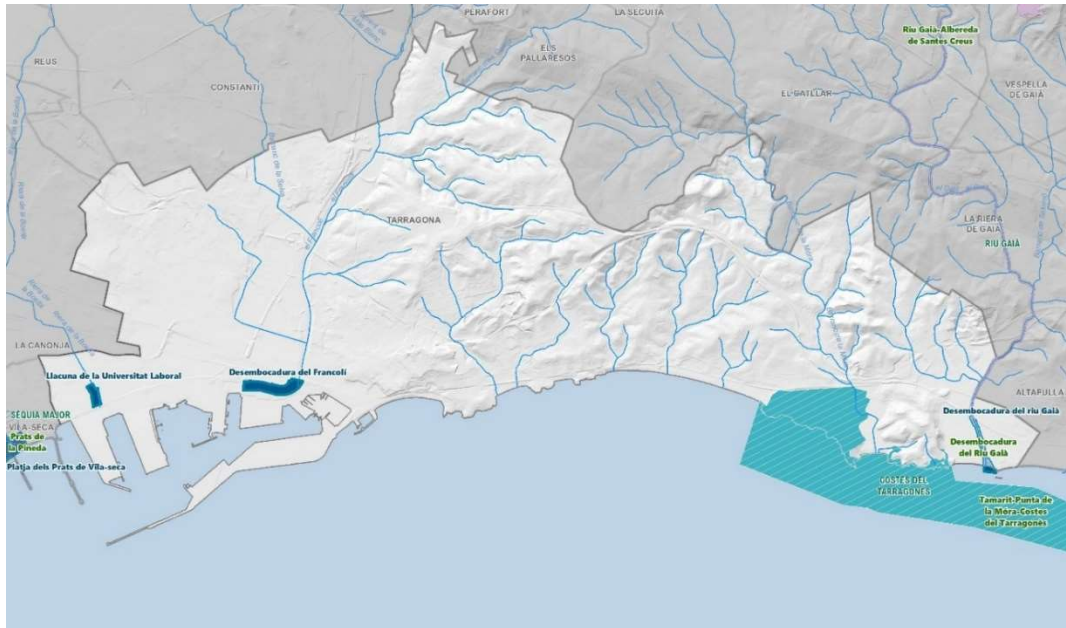 PERAFORT
LA SECUITA
Riu Gaià-Albereda
de Santes Creus
ELS
PALLARESOS
REUS
CONSTANTÍ
EL CATLLAR
VESPELLA
DE GAIÀ
TARRAGONA
LA RIERA
DE GAIÀ
RIU GAIÀ
LA CANONJA
Llacuna de la Universitat Laboral
Desembocadura del Francolí
ALTAFULLA
SÈQUIA MAJOR
VILA-SECA
Prats de
la Pineda
Platja dels Prats de Vila-seca
Desembocadura del riu Gaià
Desembocadura
del Riu Gaià
COSTES DEL
TARRAGONÈS
Tamarit-Punta de
la Móra-Costes
del Tarragonès